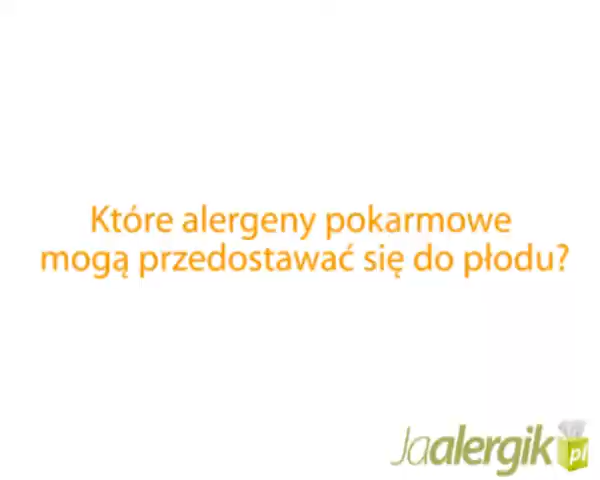 Które alergeny pokarmowe
mogą przedostawać się do płodu?
Jaalergik pl